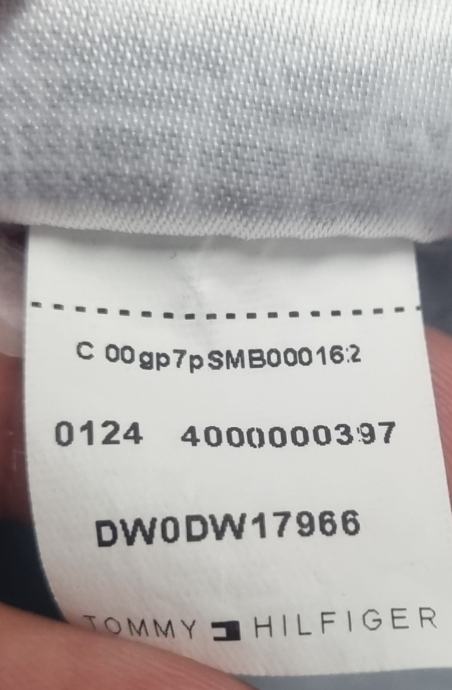 C 00gp7pSMB000162
0124 4000000397
DW0DW17966
TOMMY HILFIGER